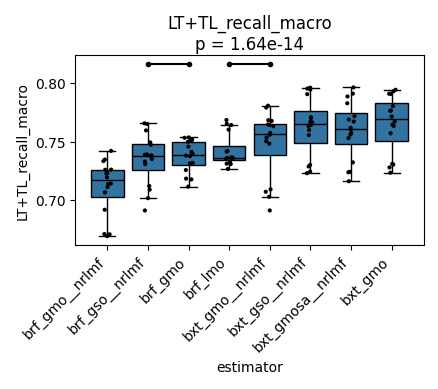 LT+TL_recall_macro
p = 1.64e-14
LT+TL_recall_macro
0.80
0.75
0.70
brf_gmo__nrlmf
brf_gso__nrlmf
brf_gmo
brf_lmo
bxt_gmo__nrlmf
bxt_gso__nrlmf
bxt_gmosa__nrlmf
bxt_gmo
estimator